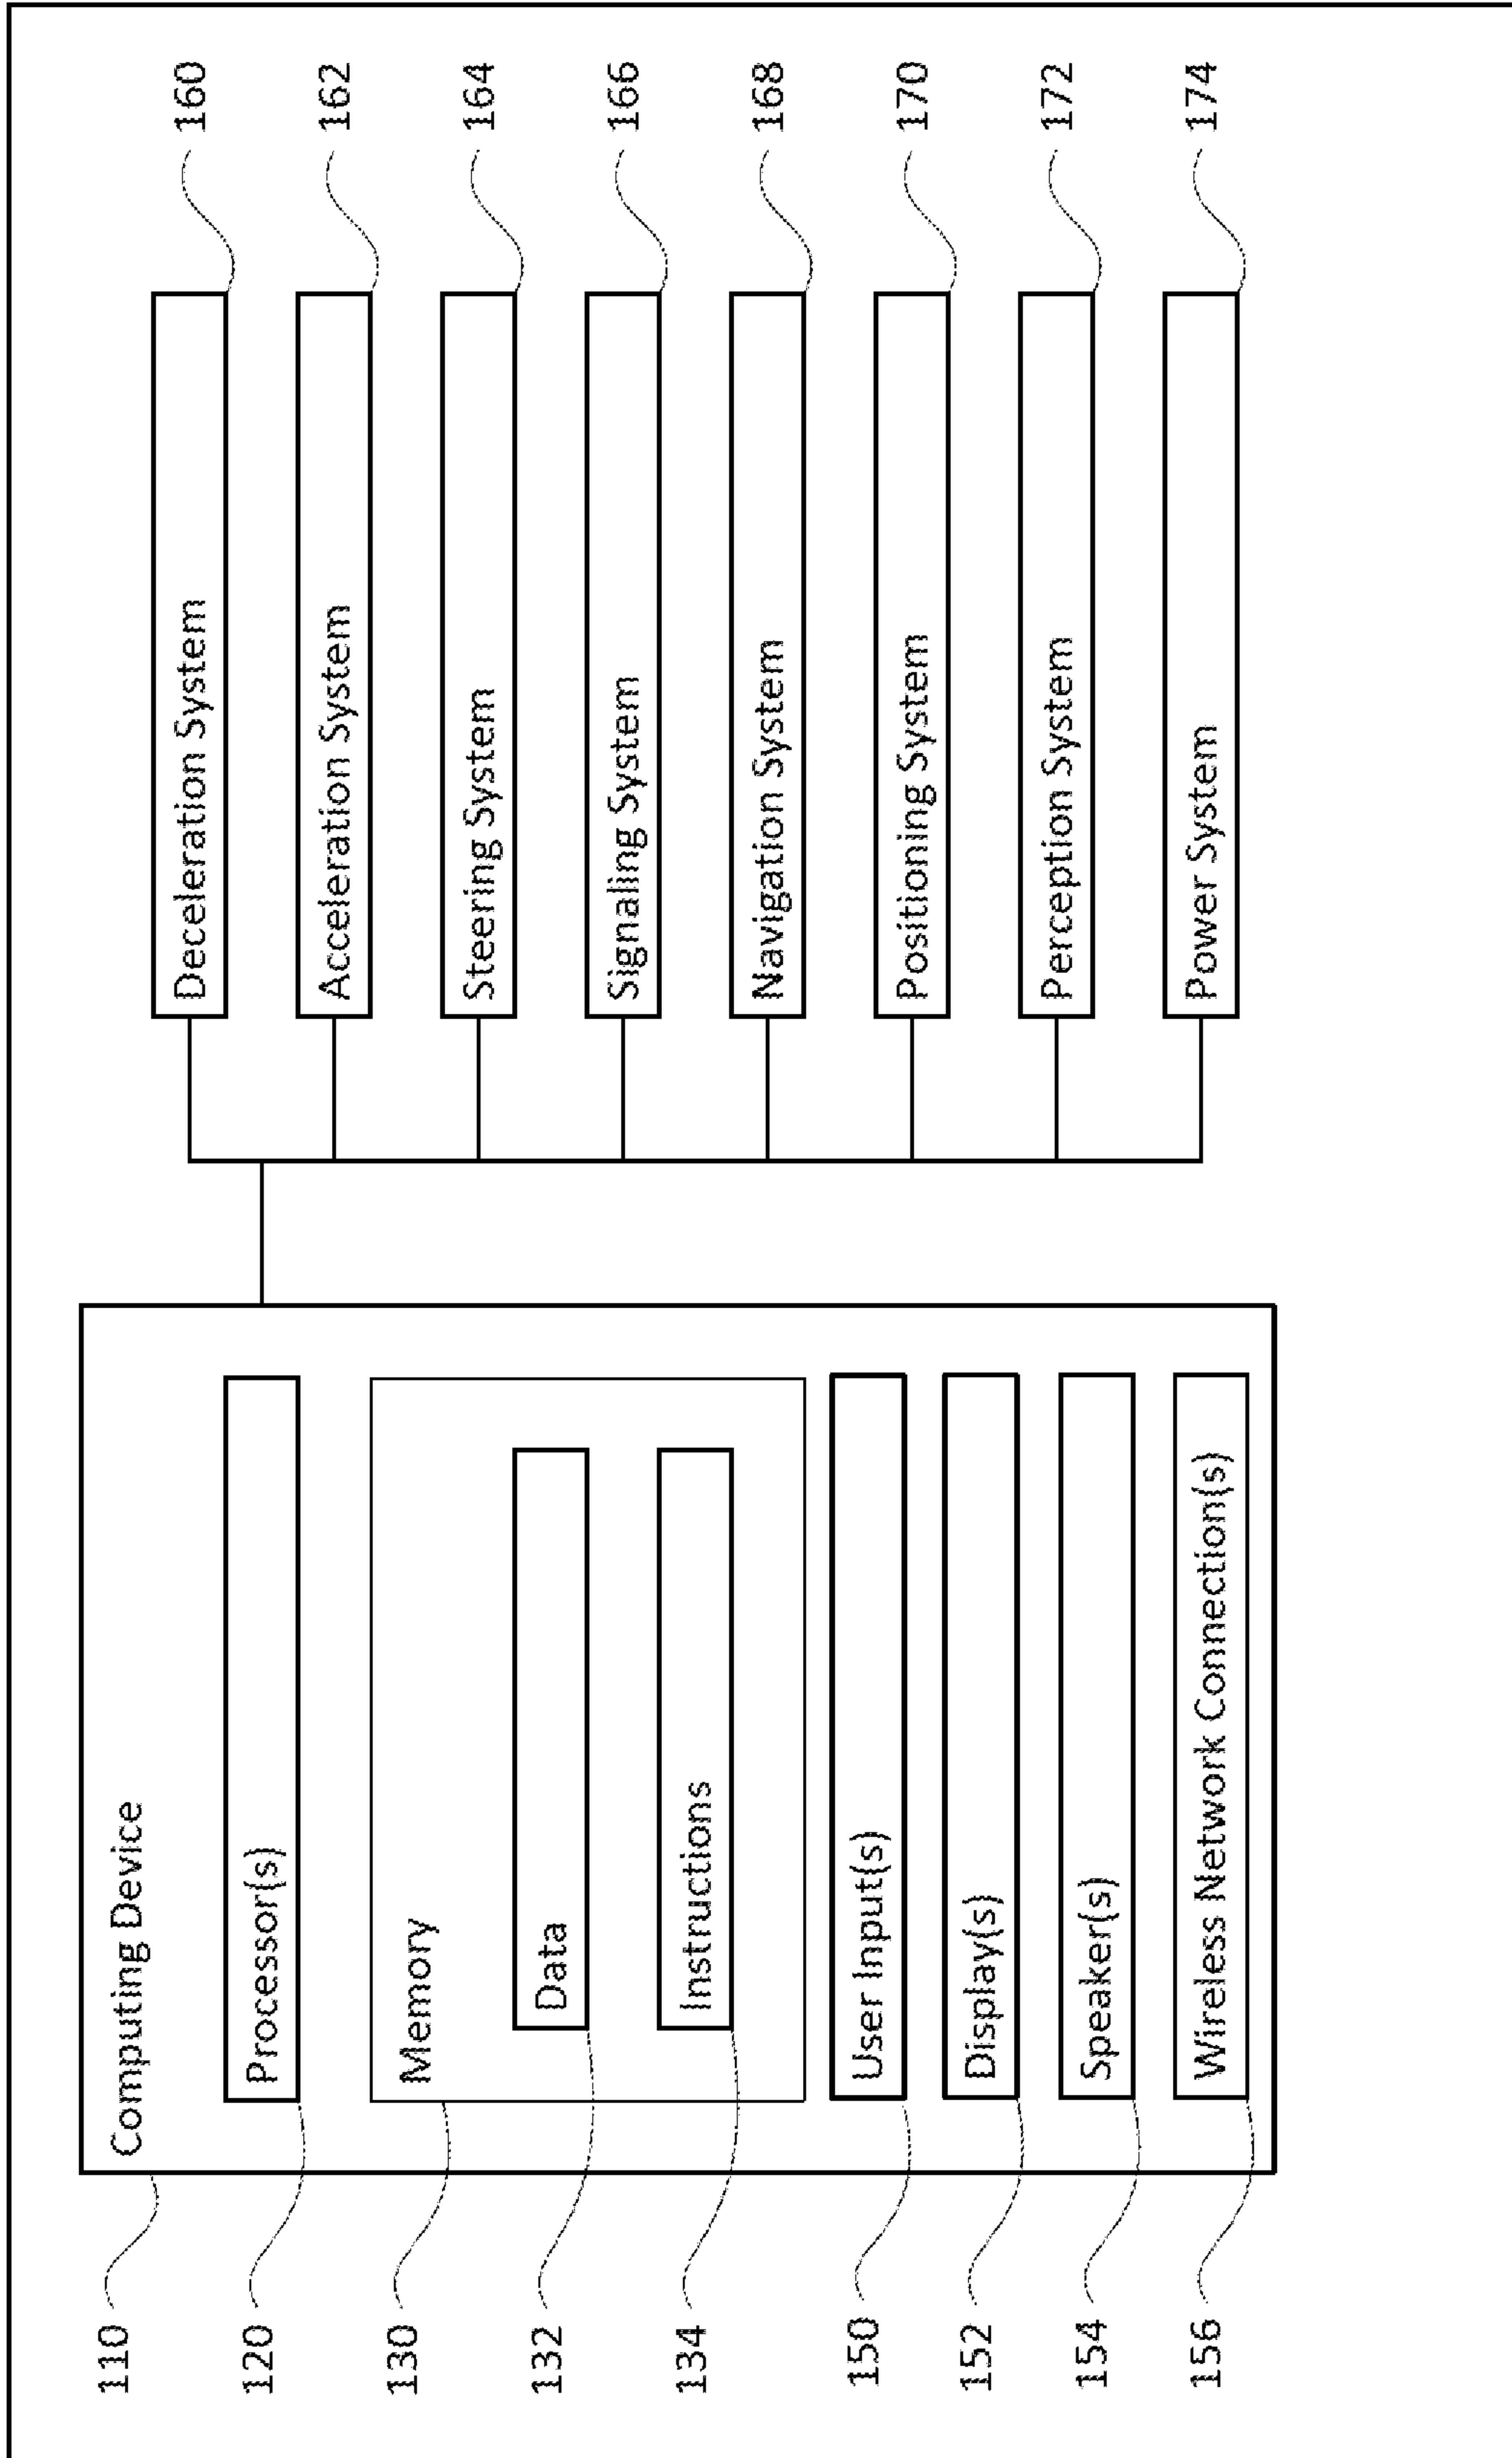 Computing Device
110
Processor(s)
120
Memory
130
Data
132
Instructions
134
User Input(s)
150
Display(s)
152
Speaker(s)
154
Wireless Network Connection(s)
156
Deceleration System
160
Acceleration System
162
Steering System
164
Signaling System
166
Navigation System
168
Positioning System
170
Perception System
172
Power System
174